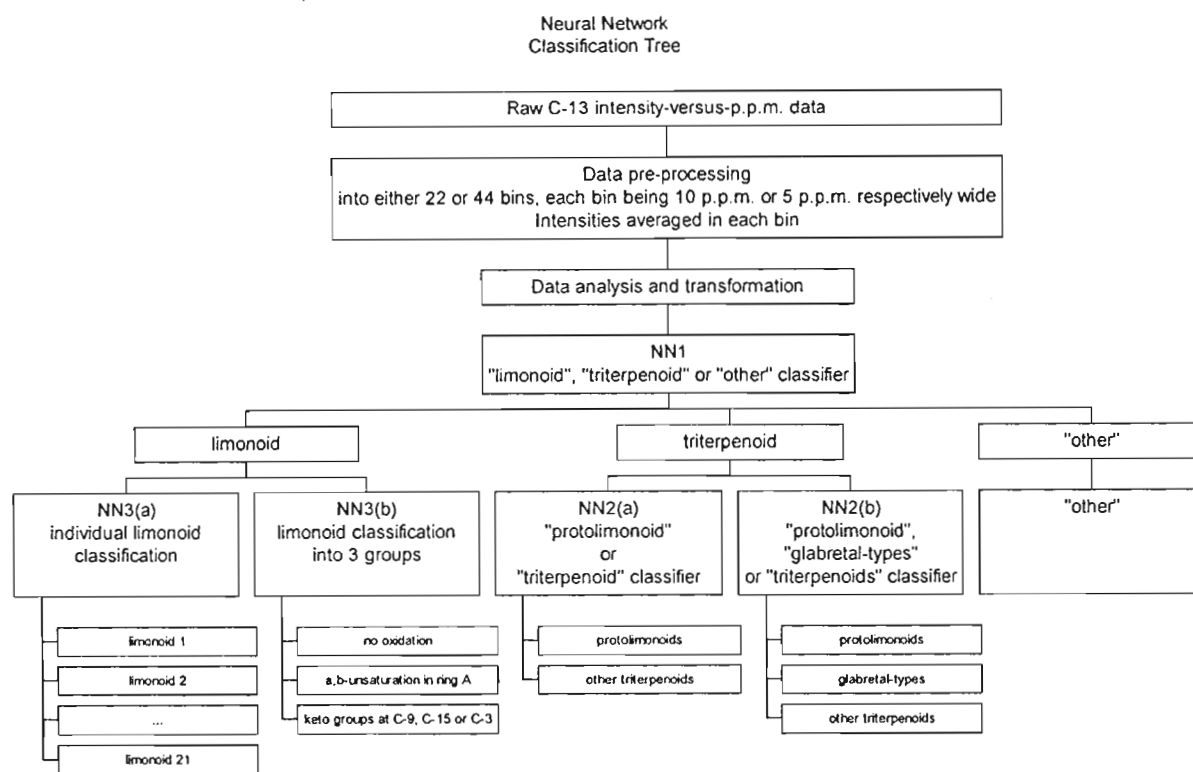 Neural Network
Classification Tree
Raw C-13 intensity-versus-p.p.m. data
Data pre-processing
into either 22 or 44 bins, each bin being 10 p.p.m. or 5 p.p.m. respectively wide
Intensities averaged in each bin
Data analysis and transformation
NN1
"limonoid", "triterpenoid" or "other" classifier
limonoid
triterpenoid
"other"
NN3(a)
individual limonoid
classification
NN3(b)
limonoid classification
into 3 groups
NN2(a)
"protolimonoid"
or
"triterpenoid" classifier
NN2(b)
"protolimonoid",
"glabretal-types"
or "triterpenoids" classifier
"other"
limonoid 1
limonoid 2
...
limonoid 21
no oxidation
a,b-unsaturation in ring A
keto groups at C-9, C-15 or C-3
protolimonoids
other triterpenoids
protolimonoids
glabretal-types
other triterpenoids